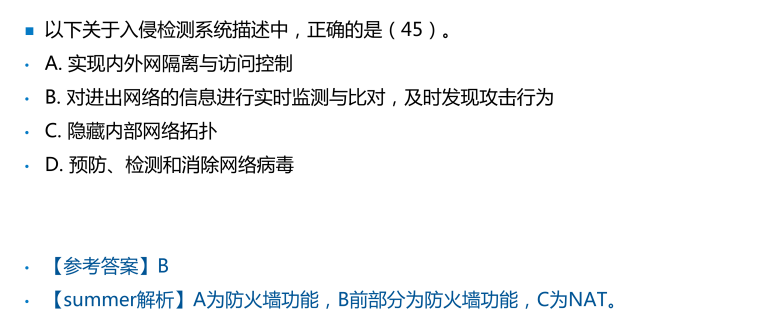 以下关于入侵检测系统描述中，正确的是（45）。
A. 实现内外网隔离与访问控制
B. 对进出网络的信息进行实时监测与比对，及时发现攻击行为
C. 隐藏内部网络拓扑
D. 预防、检测和消除网络病毒
【参考答案】B
【summer解析】A为防火墙功能，B前部分为防火墙功能，C为NAT。